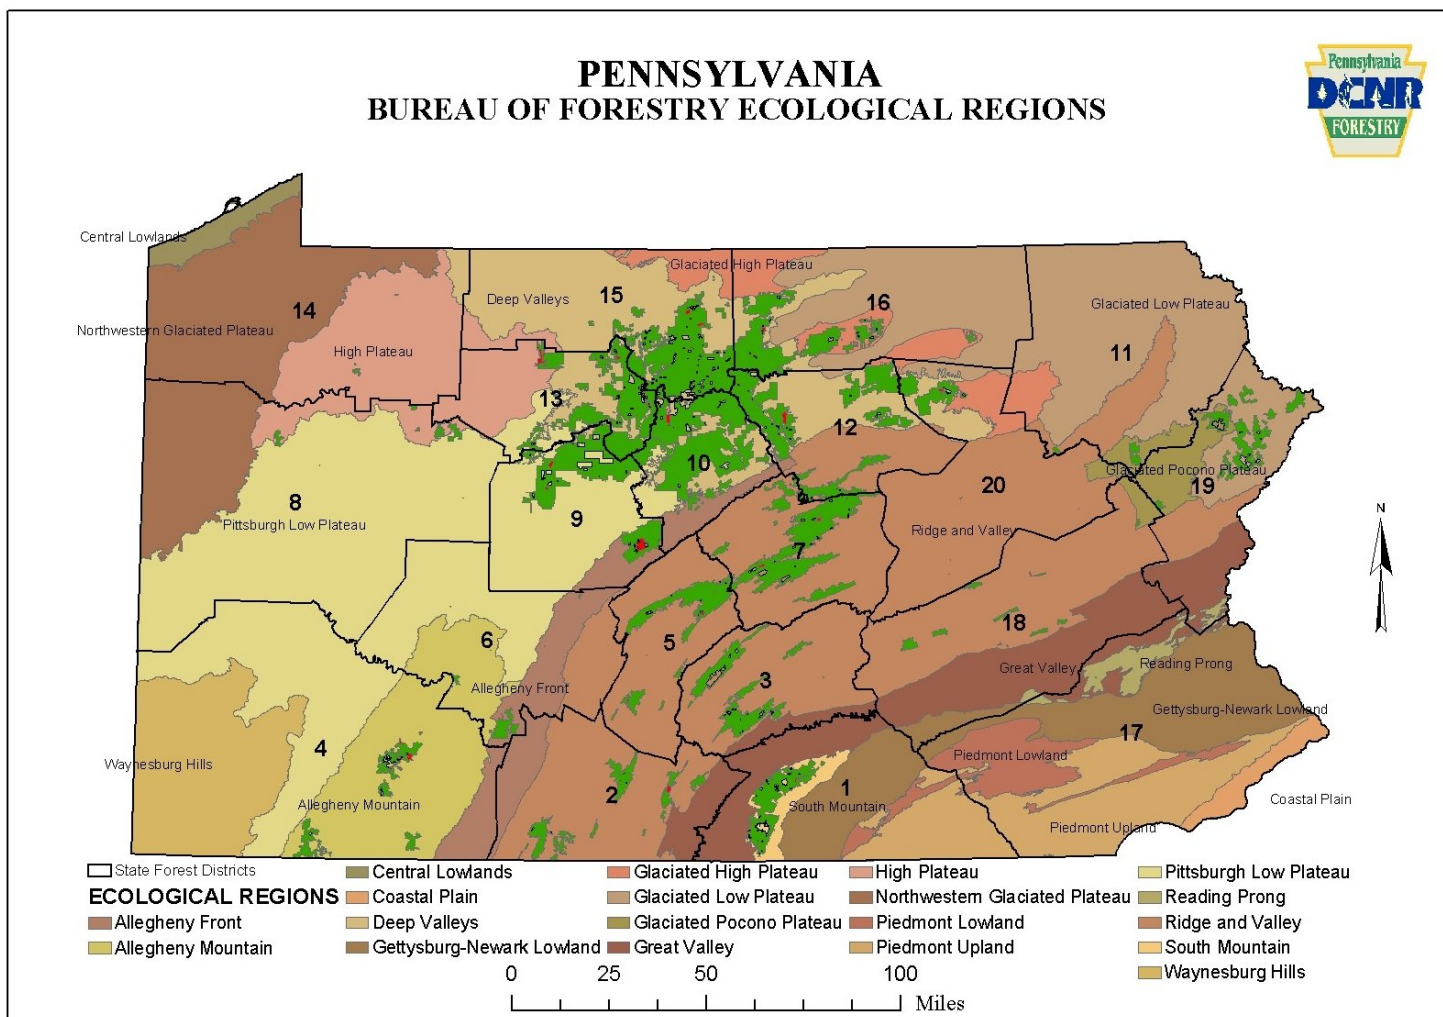 PENNSYLVANIA
BUREAU OF FORESTRY ECOLOGICAL REGIONS
Pennsylvania
DCNR
FORESTRY
Central Lowlands
Glaciated High Plateau
15
Deep Valleys
16
Glaciated Low Plateau
14
Northwestern Glaciated Plateau
High Plateau
11
13
12
10
Glaciated Pocono Plateau
19
20
8
Pittsburgh Low Plateau
9
Ridge and Valley
7
N
18
6
5
Great Valley
Reading Prong
3
Allegheny Front
Gettysburg-Newark Lowland
17
4
Piedmont Lowland
Waynesburg Hills
2
1
South Mountain
Allegheny Mountain
Coastal Plain
Piedmont Upland
State Forest Districts
ECOLOGICAL REGIONS
Allegheny Front
Allegheny Mountain
Central Lowlands
Coastal Plain
Deep Valleys
Gettysburg-Newark Lowland
Glaciated High Plateau
Glaciated Low Plateau
Glaciated Pocono Plateau
Great Valley
High Plateau
Northwestern Glaciated Plateau
Piedmont Lowland
Piedmont Upland
Pittsburgh Low Plateau
Reading Prong
Ridge and Valley
South Mountain
Waynesburg Hills
0 25 50 100
Miles